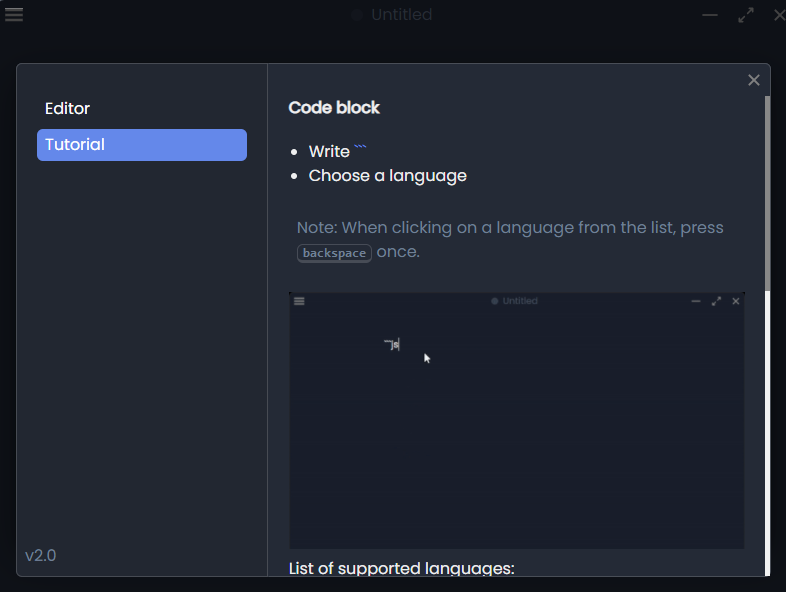 Untitled
Editor
Tutorial
v2.0
Code block
Write ```
Choose a language
Note: When clicking on a language from the list, press
backspace once.
Untitled
```js
List of supported languages: